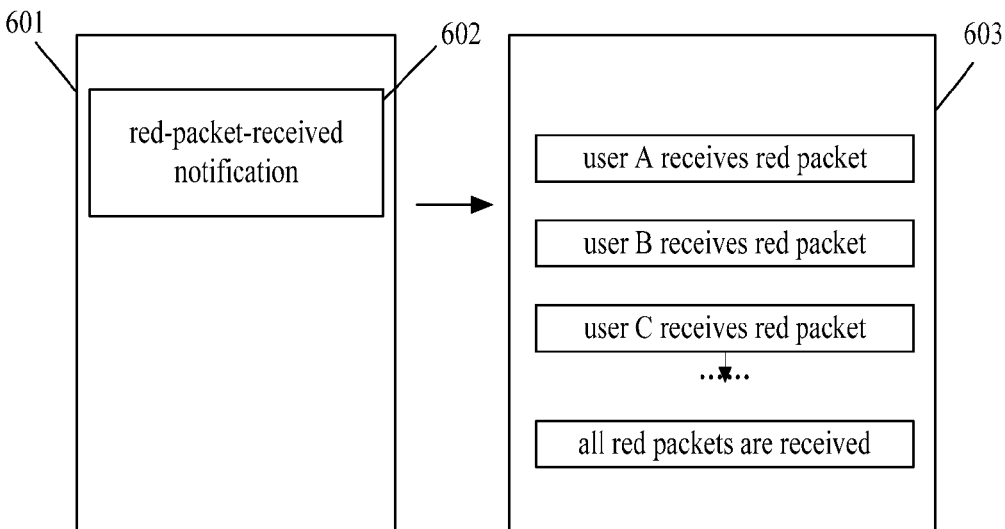 601
602
603
red-packet-received
notification
user A receives red packet
user B receives red packet
user C receives red packet
......
all red packets are received